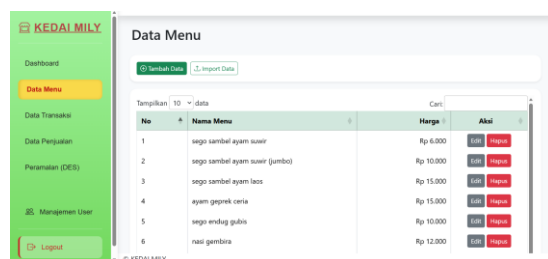 KEDAI MILY
Dashboard
Data Menu
Data Transaksi
Data Penjualan
Peramalan (DES)
Manajemen User
Logout
Data Menu
Tambah Data Import Data
Tampilkan 10 data Cari:
No Nama Menu Harga Aksi
1 sego sambel ayam suwir Rp 6.000 Edit Hapus
2 sego sambel ayam suwir (jumbo) Rp 10.000 Edit Hapus
3 sego sambel ayam laos Rp 15.000 Edit Hapus
4 ayam geprek ceria Rp 15.000 Edit Hapus
5 sego endug gubis Rp 10.000 Edit Hapus
6 nasi gembira Rp 12.000 Edit Hapus
© KEDAI MILY